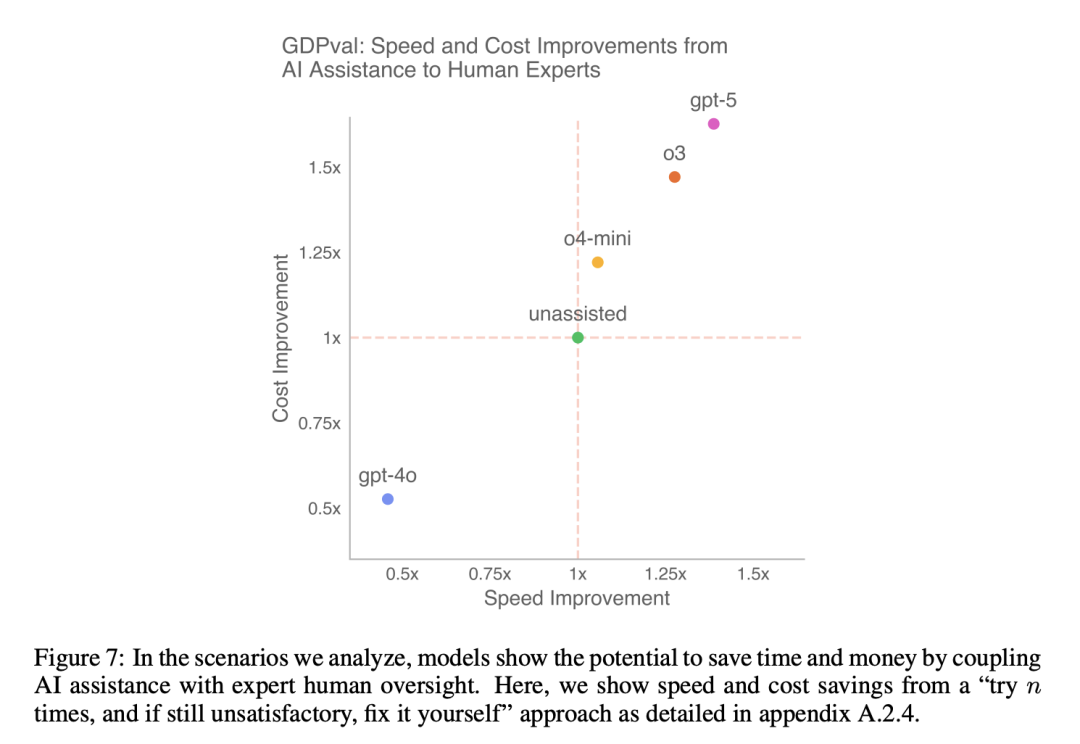 GDPval: Speed and Cost Improvements from
AI Assistance to Human Experts
gpt-5
o3
1.5x
o4-mini
1.25x
unassisted
1x
Cost Improvement
0.75x
gpt-4o
0.5x
0.5x 0.75x 1x 1.25x 1.5x
Speed Improvement
Figure 7: In the scenarios we analyze, models show the potential to save time and money by coupling
AI assistance with expert human oversight. Here, we show speed and cost savings from a “try n
times, and if still unsatisfactory, fix it yourself” approach as detailed in appendix A.2.4.